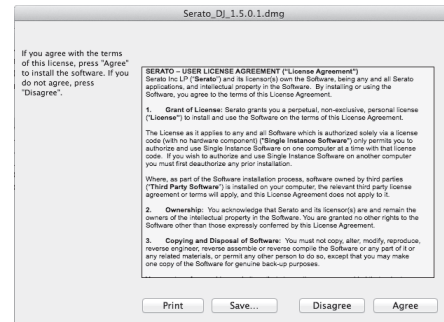 Serato_DJ_1.5.0.1.dmg
If you agree with the terms
of this license, press "Agree"
to install the software. If you
do not agree, press
"Disagree".
SERATO – USER LICENSE AGREEMENT ("License Agreement")
Serato Inc LP ("Serato") and its licensor(s) own the Software, being any and all Serato
applications, and intellectual property in the Software. By installing or using the
Software, you agree to the terms of this License Agreement.
1. Grant of License: Serato grants you a perpetual, non-exclusive, personal license
("License") to install and use the Software on the terms of this License Agreement.
The License as it applies to any and all Software which is authorized solely via a license
code (with no hardware component) ("Single Instance Software") only permits you to
authorize and use Single Instance Software on one computer at a time with that license
code. If you wish to authorize and use Single Instance Software on another computer
you must first deauthorize any prior installation.
Where, as part of the Software installation process, software owned by third parties
("Third Party Software") is installed on your computer, the relevant third party license
agreement or terms will apply, and this License Agreement does not apply to it.
2. Ownership: You acknowledge that Serato and its licensor(s) are and remain the
owners of the intellectual property in the Software. You are granted no other rights to the
Software other than those expressly conferred by this License Agreement.
3. Copying and Disposal of Software: You must not copy, alter, modify, reproduce,
reverse engineer, reverse assemble or reverse compile the Software or any part of it or
any related materials, or permit any other person to do so, except that you may make
one copy of the Software for genuine back-up purposes.
Print Save... Disagree Agree